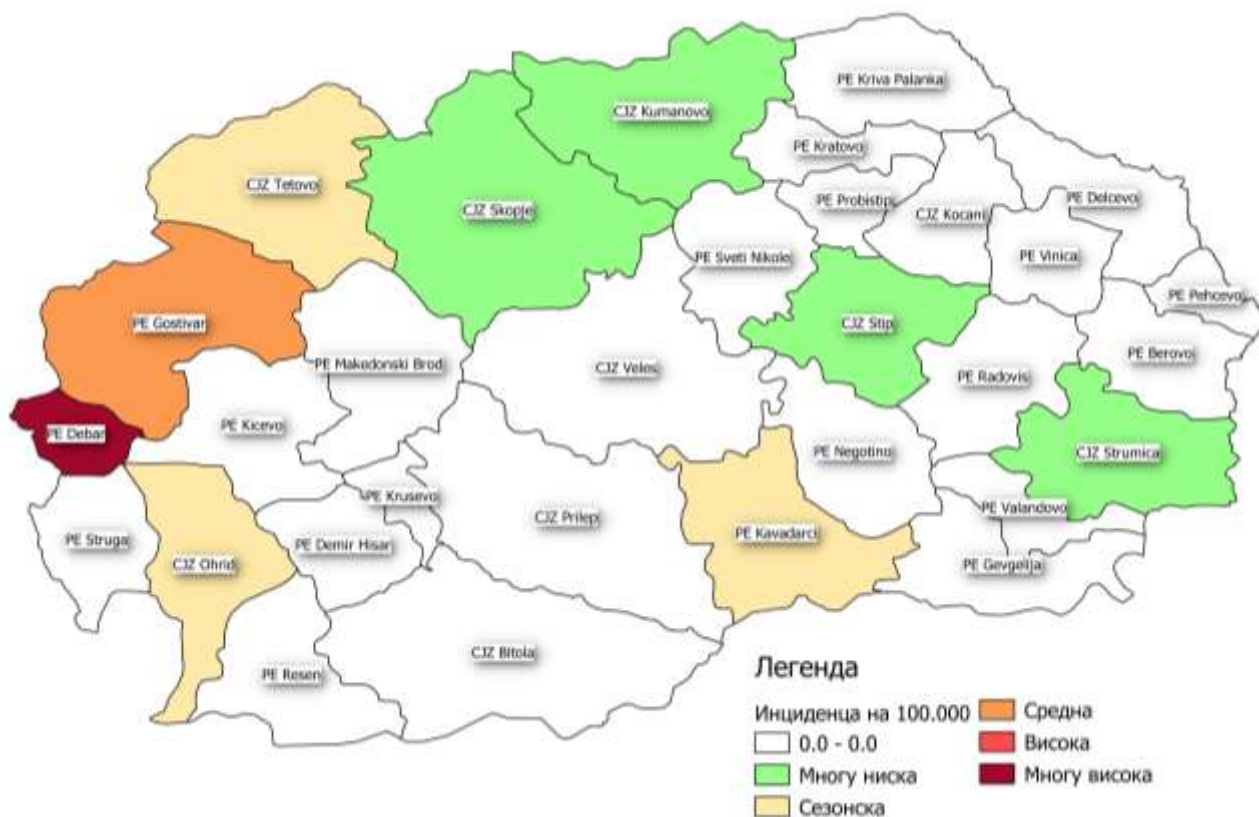 PE Kriva Palanka
CJZ Kumanovo
PE Kratovo
CJZ Tetovo
PE Probistip
PE Delcevo
CJZ Skopje
CJZ Kocani
PE Sveti Nikole
PE Vinica
PE Pehcevo
PE Gostivar
CJZ Stip
PE Berovo
PE Makedonski Brod
CJZ Veles
PE Radovis
PE Kicevo
PE Debar
PE Negotino
CJZ Strumica
PE Krusevo
PE Valandovo
CJZ Prilep
PE Kavadarci
PE Struga
PE Demir Hisar
CJZ Ohrid
PE Gevgelija
CJZ Bitola
PE Resen
Легенда
Инциденца на 100.000
0.0 - 0.0
Многу ниска
Сезонска
Средна
Висока
Многу висока